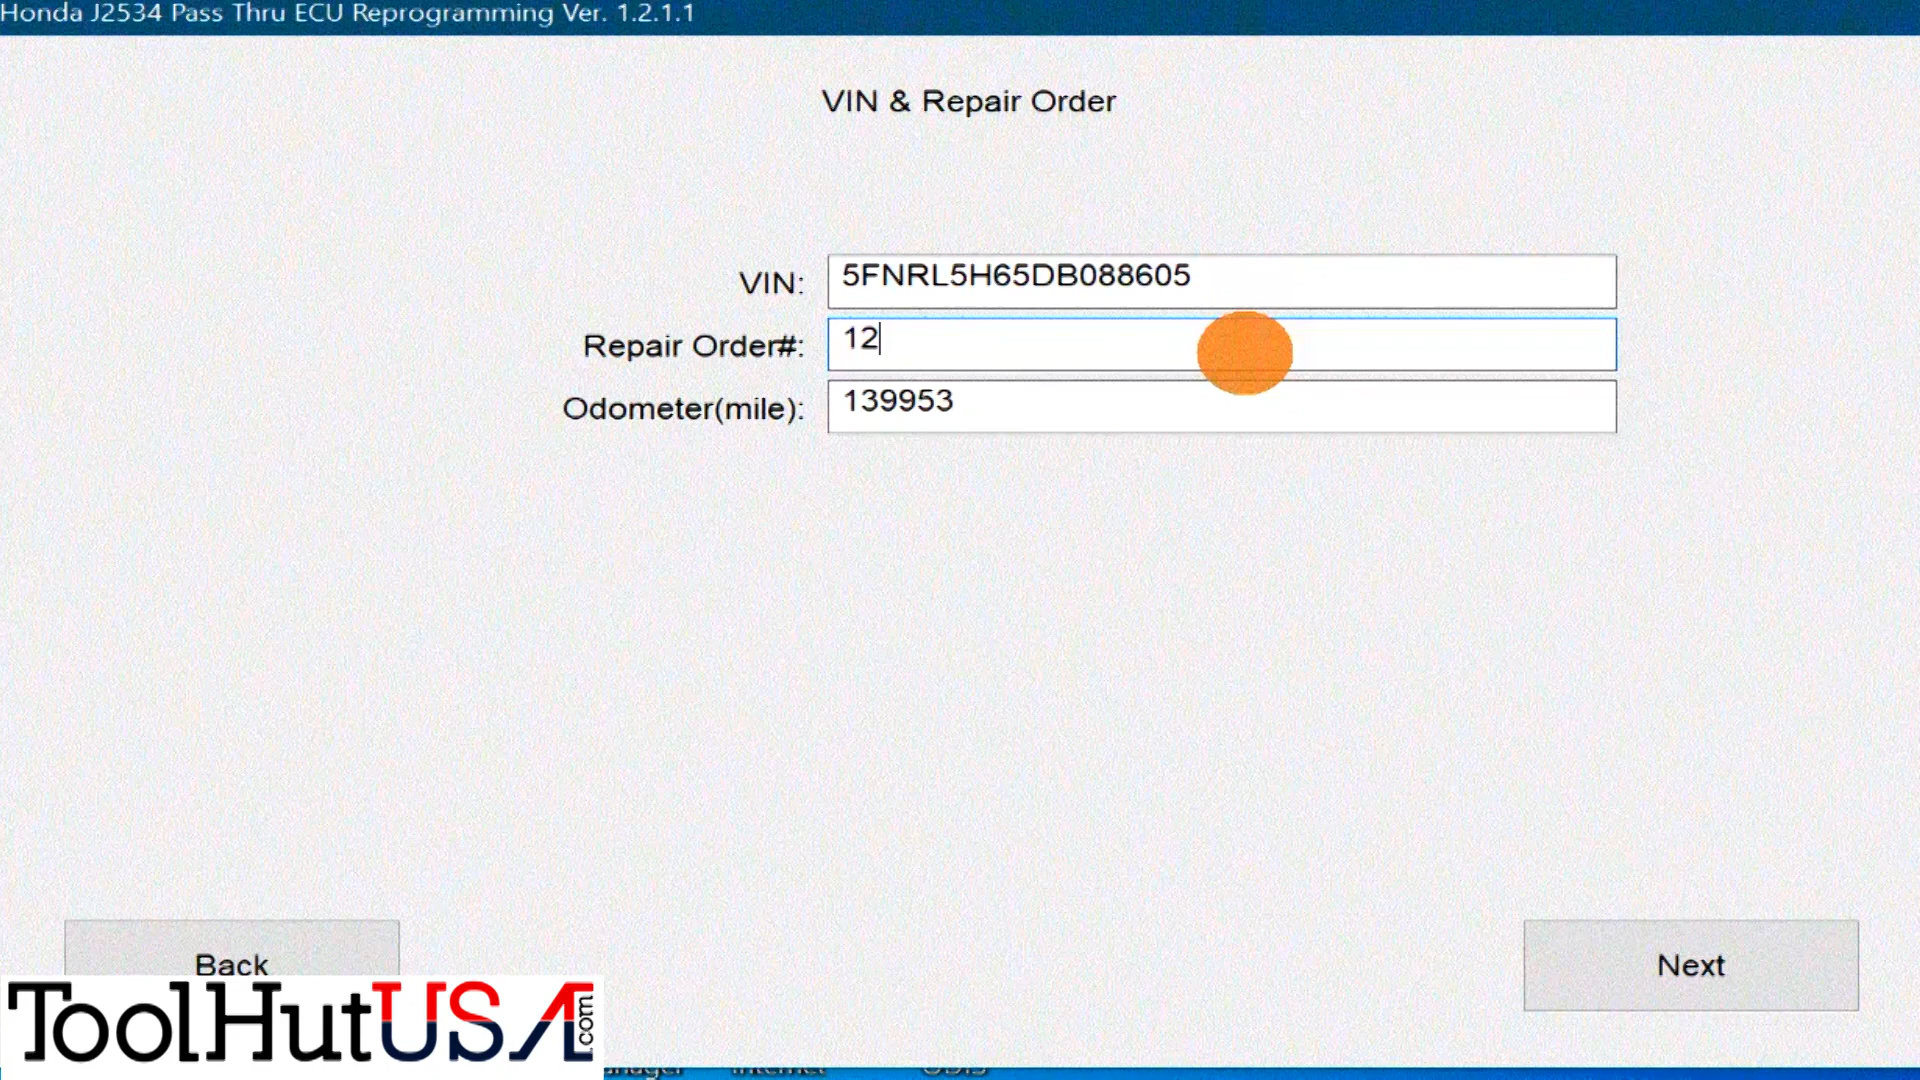 Honda J2534 Pass Thru ECU Reprogramming Ver. 1.2.1.1
VIN & Repair Order
VIN: 5FNRL5H65DB088605
Repair Order#: 12
Odometer(mile): 139953
Back
Next
ToolHutUSA.com
Internet